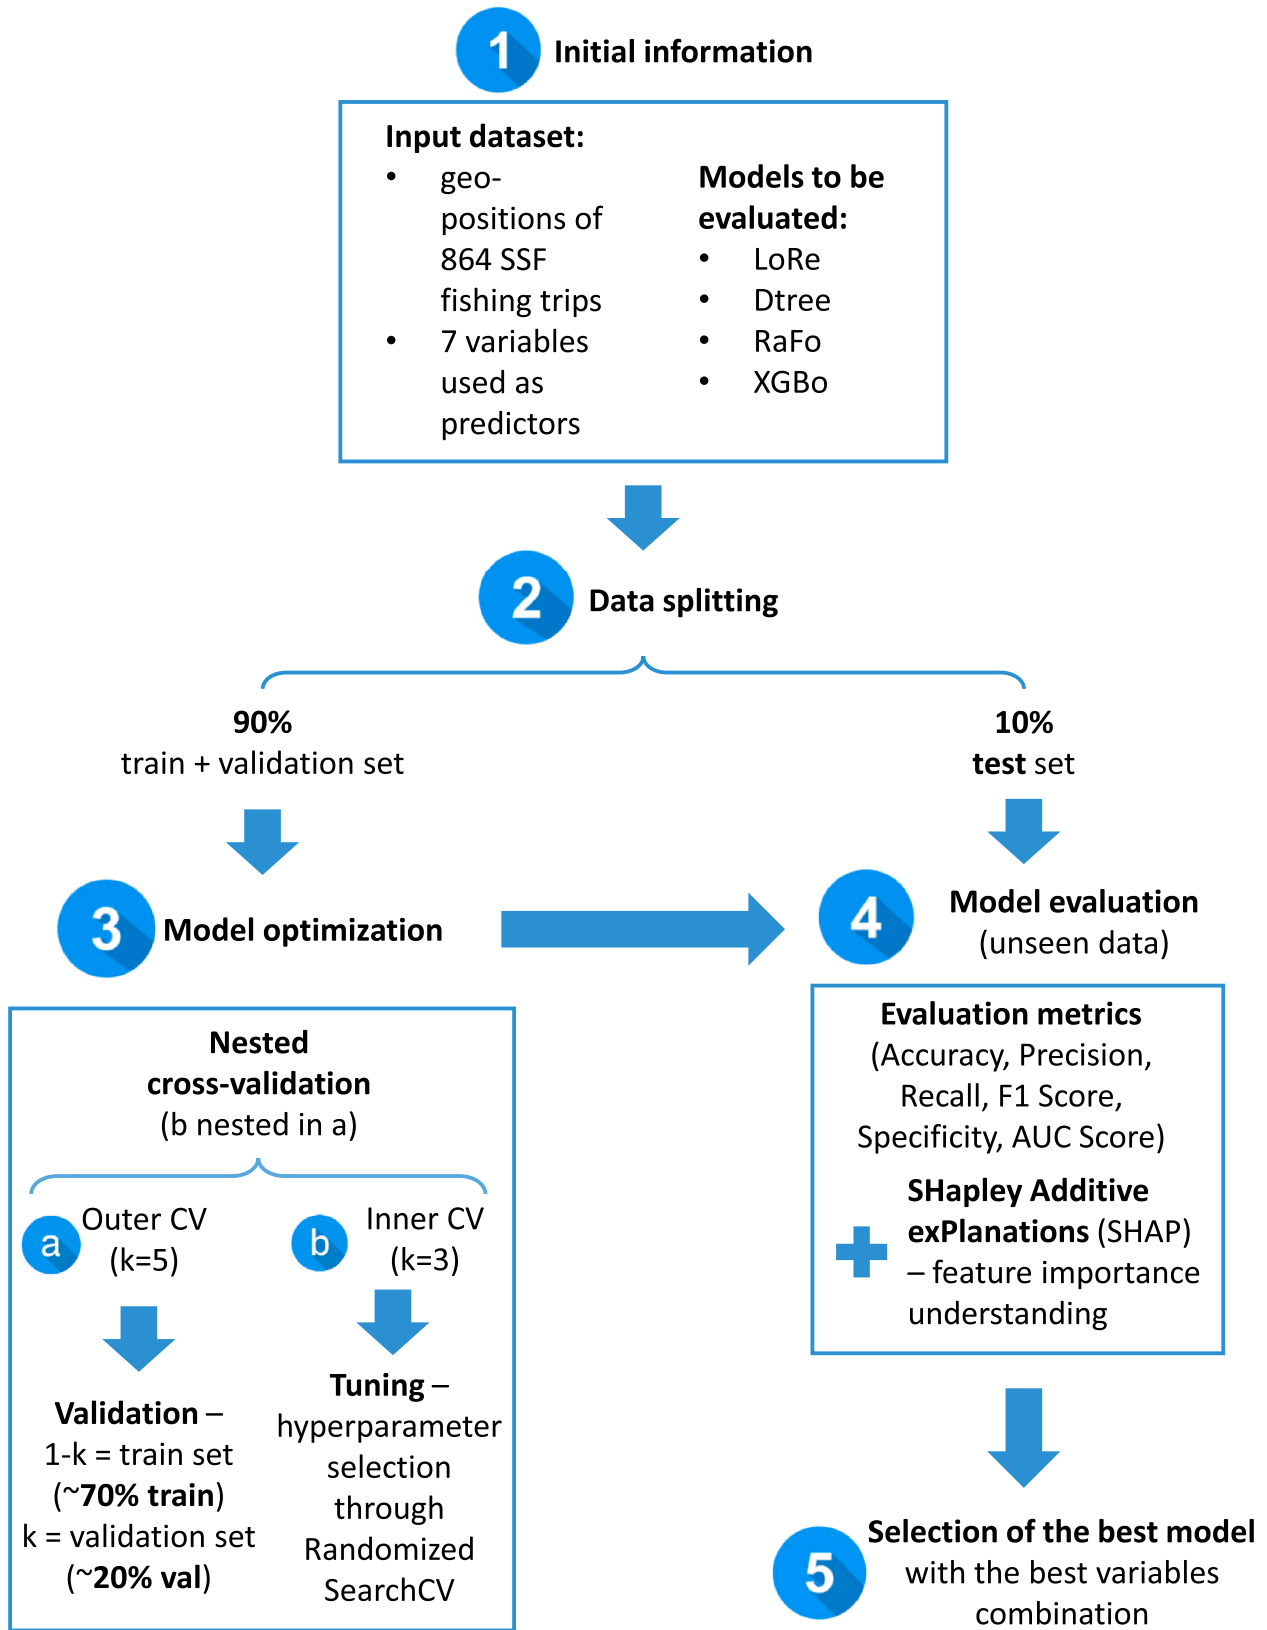 1
Initial information
Input dataset:
• geo-
positions of
864 SSF
fishing trips
• 7 variables
used as
predictors
Models to be
evaluated:
• LoRe
• Dtree
• RaFo
• XGBo
2
Data splitting
90%
train + validation set
10%
test set
3
Model optimization
Nested
cross-validation
(b nested in a)
a
Outer CV
(k=5)
Validation –
1-k = train set
(~70% train)
k = validation set
(~20% val)
b
Inner CV
(k=3)
Tuning –
hyperparameter
selection
through
Randomized
SearchCV
4
Model evaluation
(unseen data)
Evaluation metrics
(Accuracy, Precision,
Recall, F1 Score,
Specificity, AUC Score)
SHapley Additive
exPlanations (SHAP)
– feature importance
understanding
5
Selection of the best model
with the best variables
combination